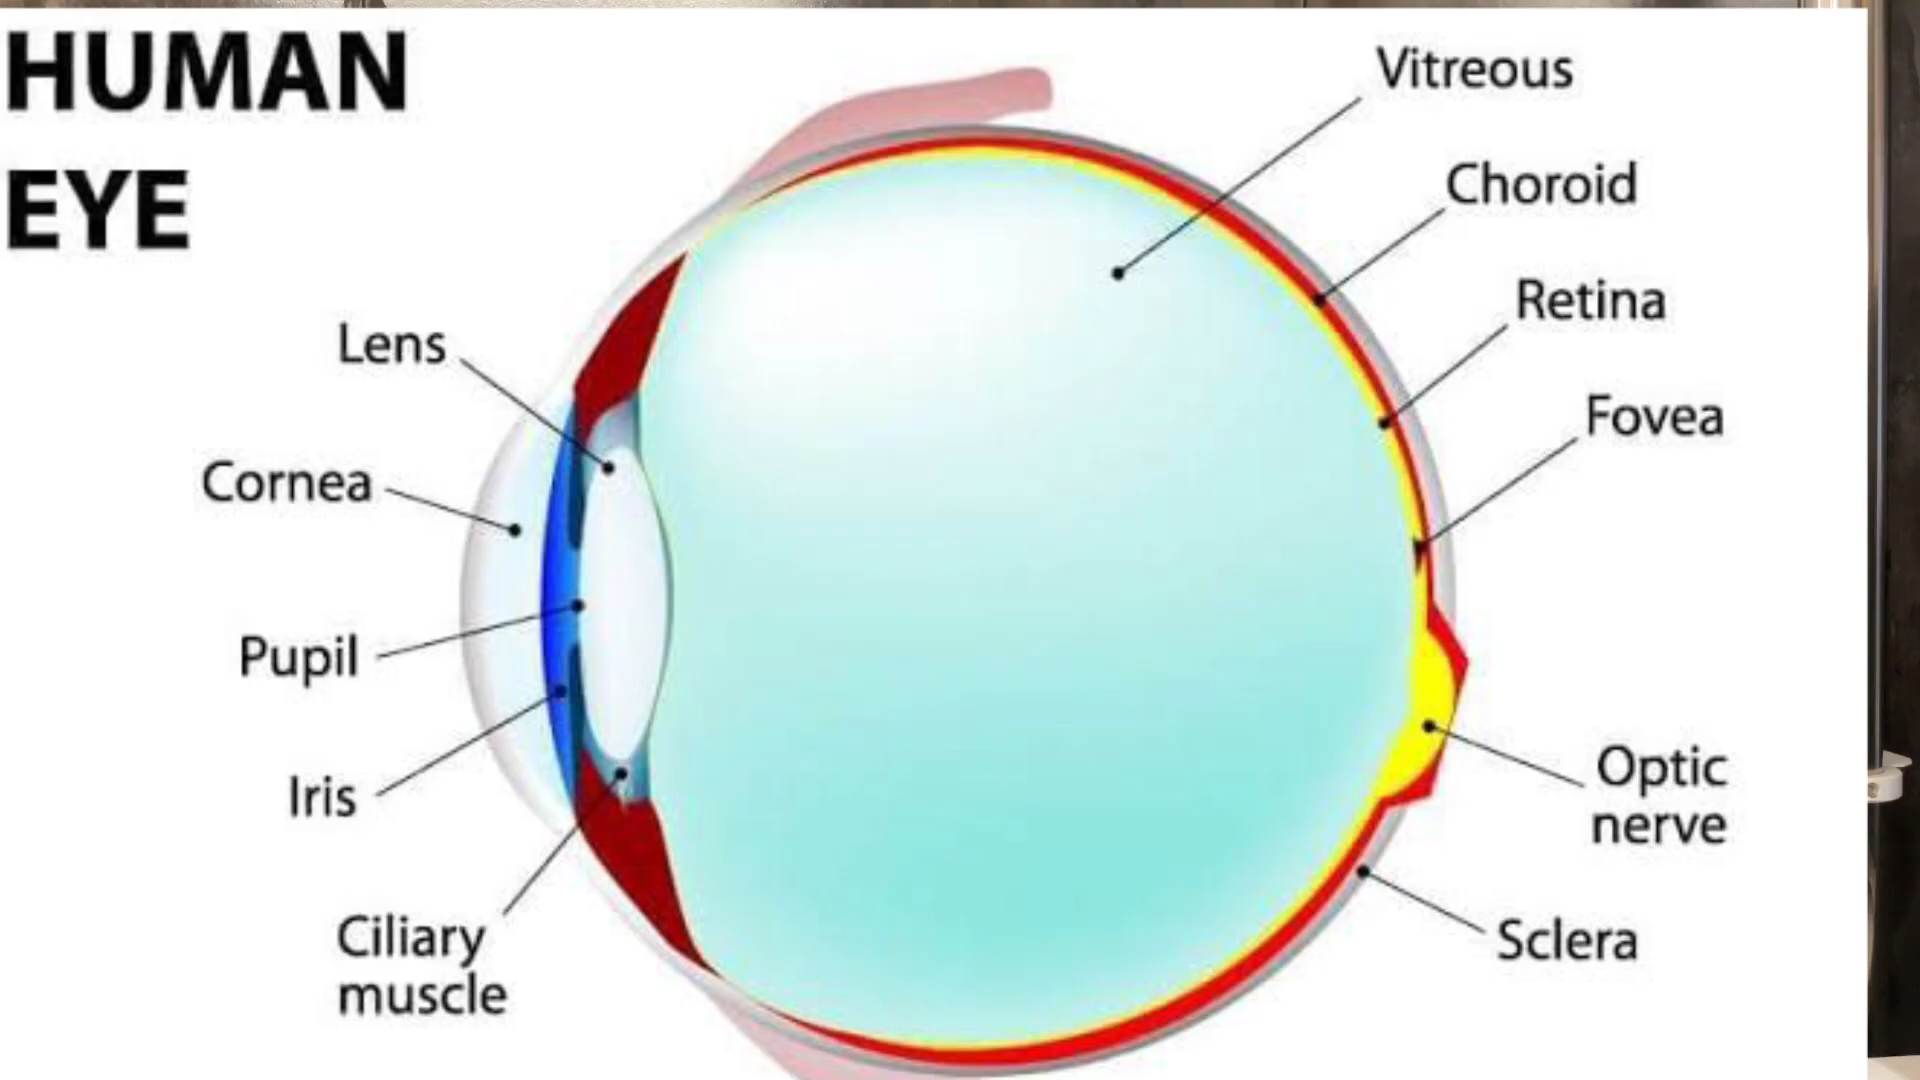 HUMAN
EYE
Vitreous
Choroid
Retina
Fovea
Lens
Cornea
Pupil
Iris
Ciliary
muscle
Optic
nerve
Sclera